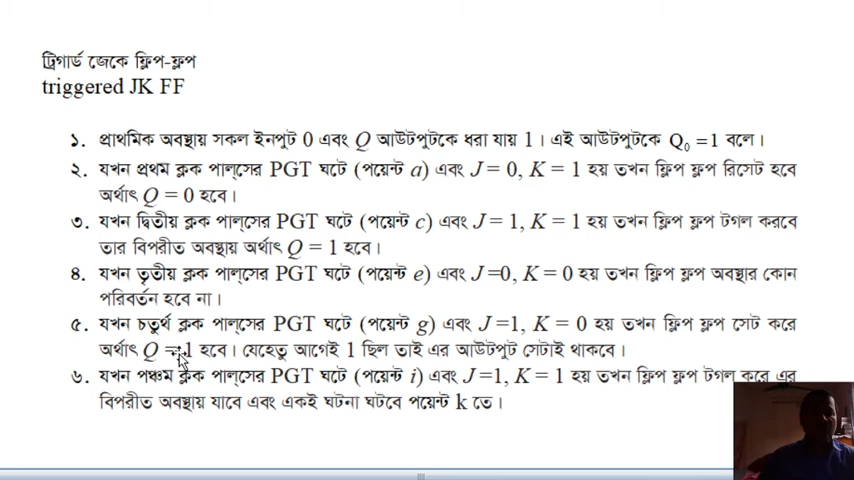 ট্রিগার্ড জেকে ফ্লিপ-ফ্লপ
triggered JK FF
১. প্রাথমিক অবস্থায় সকল ইনপুট 0 এবং Q আউটপুটকে ধরা যায় 1। এই আউটপুটকে Q₀ = 1 বলে।
২. যখন প্রথম ক্লক পাল্সের PGT ঘটে (পয়েন্ট a) এবং J = 0, K = 1 হয় তখন ফ্লিপ ফ্লপ রিসেট হবে
অর্থাৎ Q = 0 হবে।
৩. যখন দ্বিতীয় ক্লক পাল্সের PGT ঘটে (পয়েন্ট c) এবং J = 1, K = 1 হয় তখন ফ্লিপ ফ্লপ টগল করবে
তার বিপরীত অবস্থায় অর্থাৎ Q = 1 হবে।
৪. যখন তৃতীয় ক্লক পাল্সের PGT ঘটে (পয়েন্ট e) এবং J =0, K = 0 হয় তখন ফ্লিপ ফ্লপ অবস্থার কোন
পরিবর্তন হবে না।
৫. যখন চতুর্থ ক্লক পাল্সের PGT ঘটে (পয়েন্ট g) এবং J =1, K = 0 হয় তখন ফ্লিপ ফ্লপ সেট করে
অর্থাৎ Q = 1 হবে। যেহেতু আগেই 1 ছিল তাই এর আউটপুট সেটাই থাকবে।
৬. যখন পঞ্চম ক্লক পাল্সের PGT ঘটে (পয়েন্ট i) এবং J =1, K = 1 হয় তখন ফ্লিপ ফ্লপ টগল করে এর
বিপরীত অবস্থায় যাবে এবং একই ঘটনা ঘটবে পয়েন্ট k তে।